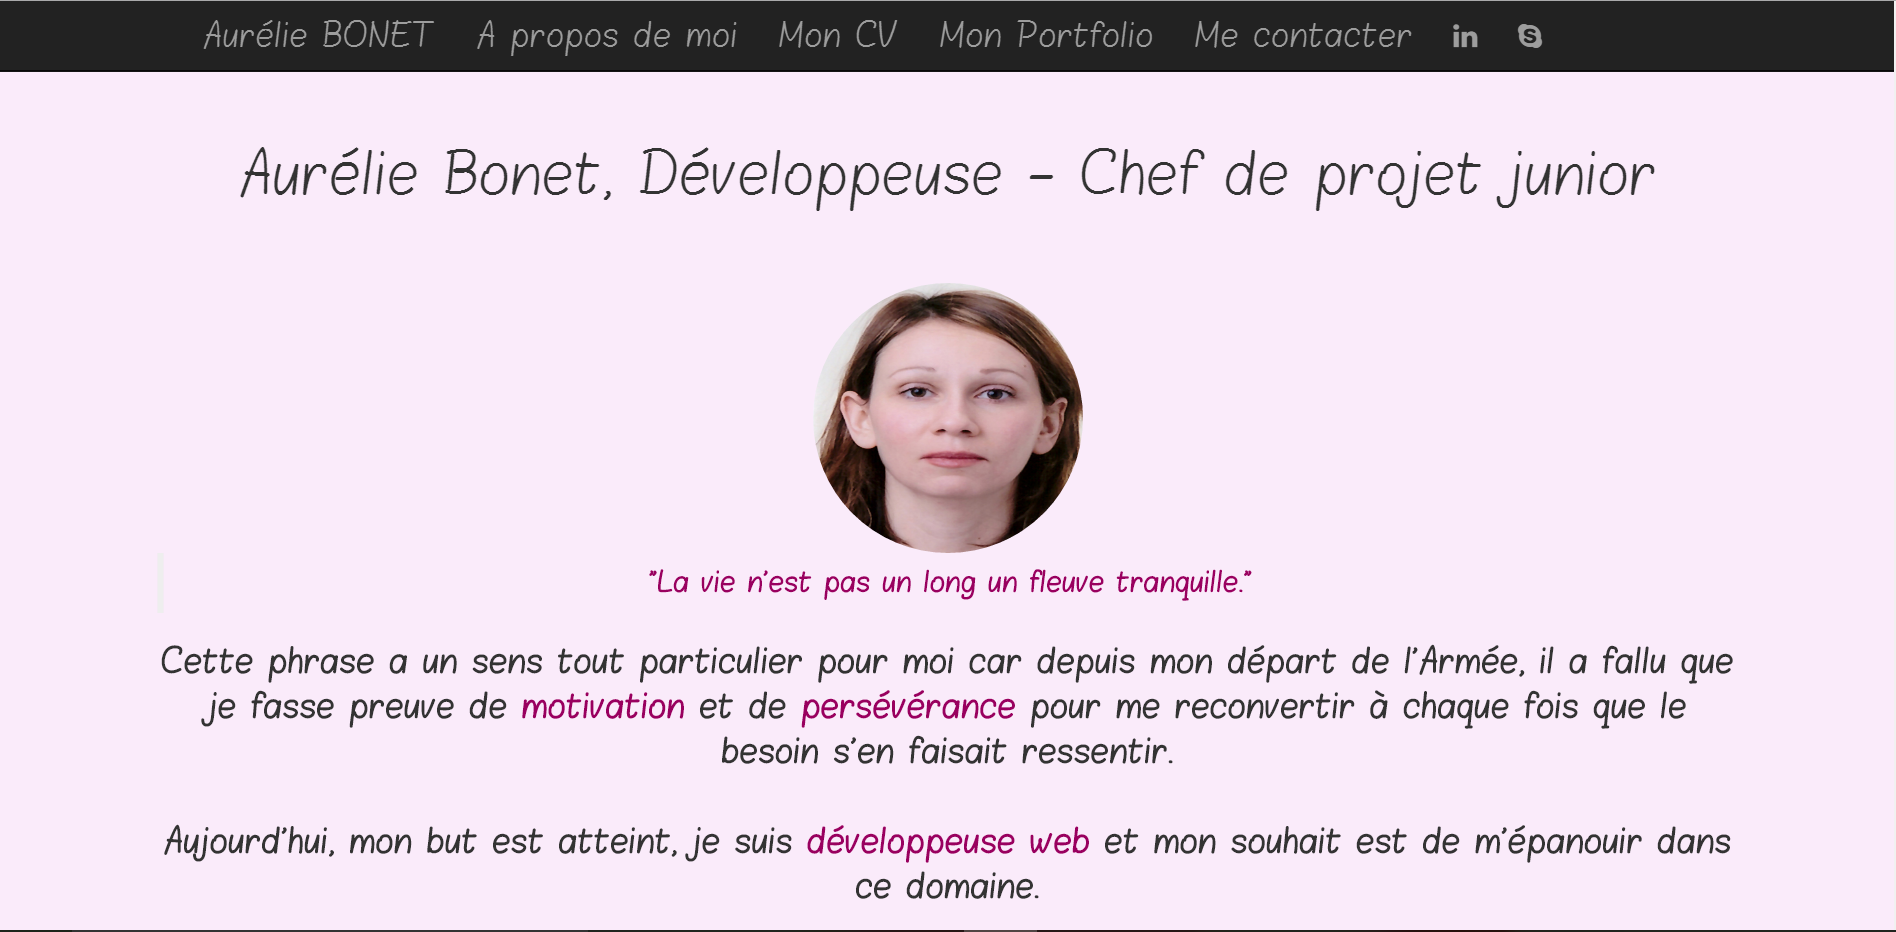 Aurélie BONET A propos de moi Mon CV Mon Portfolio Me contacter in S
Aurélie Bonet, Développeuse - Chef de projet junior
"La vie n'est pas un long un fleuve tranquille."
Cette phrase a un sens tout particulier pour moi car depuis mon départ de l'Armée, il a fallu que
je fasse preuve de motivation et de persévérance pour me reconvertir à chaque fois que le
besoin s'en faisait ressentir.
Aujourd'hui, mon but est atteint, je suis développeuse web et mon souhait est de m'épanouir dans
ce domaine.